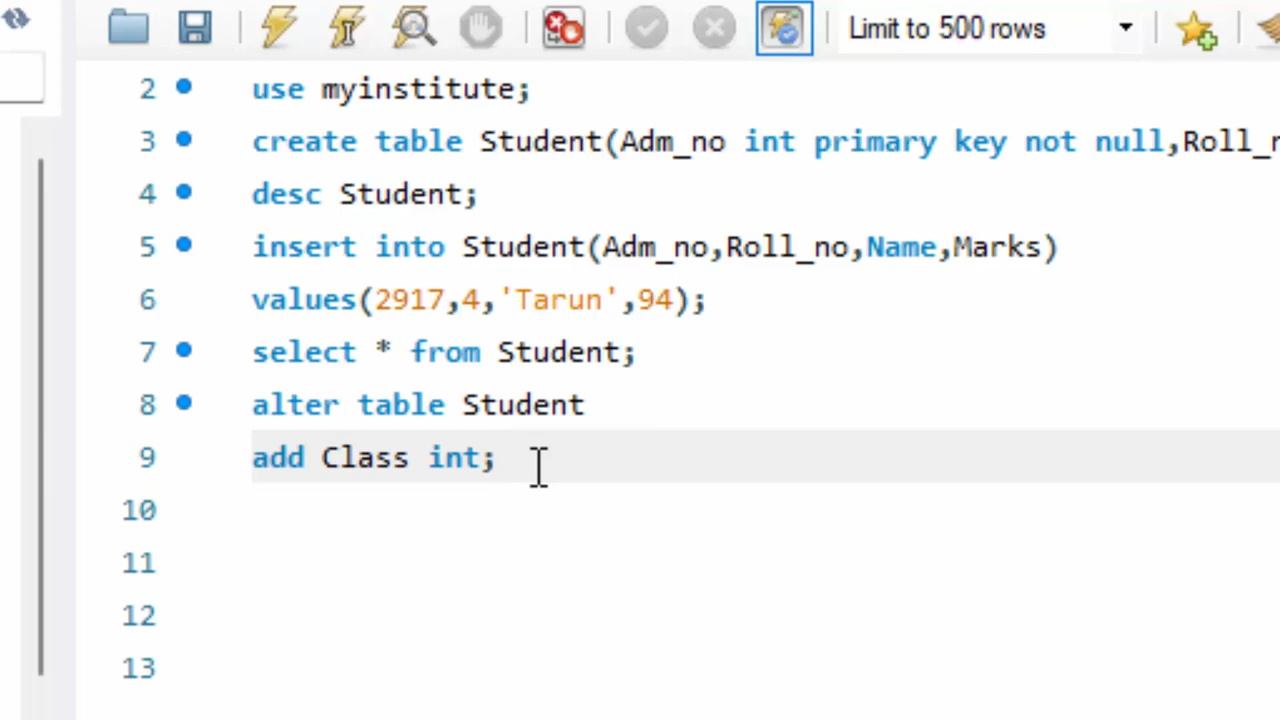 Limit to 500 rows
2 use myinstitute;
3 create table Student(Adm_no int primary key not null,
4 desc Student;
5 insert into Student(Adm_no,Roll_no,Name,Marks)
6 values(2917,4,'Tarun',94);
7 select * from Student;
8 alter table Student
9 add Class int;
10
11
12
13